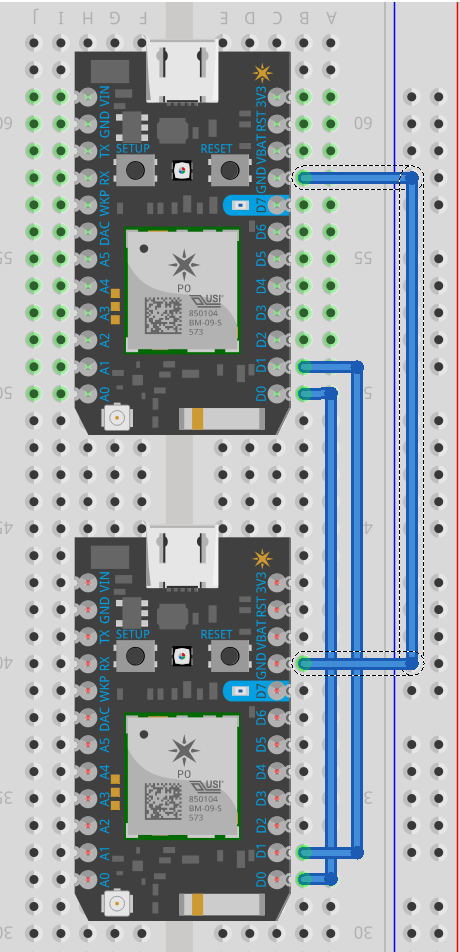 J I H G F E D C B A
VIN 3V3
GND RST
60 60
TX VBAT
SETUP RESET
RX GND
WKP D7
DAC D6
55 A5 D5 55
A4 D4
P0
A3 D3
USI
850104
BM-09-S
573
A2 D2
A1 D1
50 A0 D0 5
45 45
VIN 3V3
GND RST
TX VBAT
SETUP RESET
40 RX GND 40
WKP D7
DAC D6
A5 D5
A4 D4
P0
35 A3 D3 3
USI
850104
BM-09-S
573
A2 D2
A1 D1
A0 D0
30 30